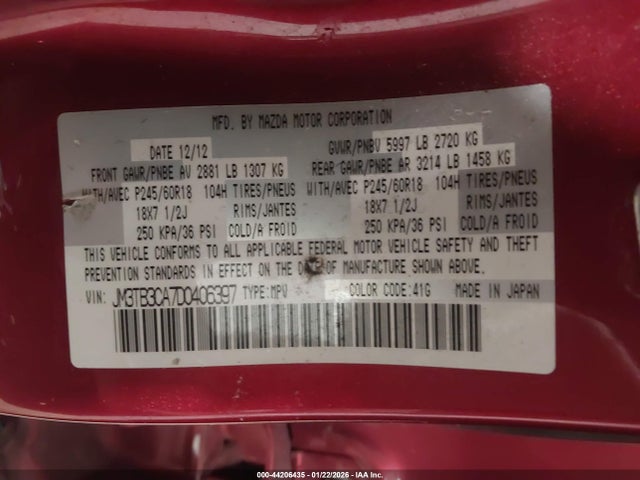 MFD. BY MAZDA MOTOR CORPORATION
DATE 12/12 GVWR/PNBV 5997 LB 2720 KG
FRONT GAWR/PNBE AV 2881 LB 1307 KG REAR GAWR/PNBE AR 3214 LB 1458 KG
WITH/AVEC P245/60R18 104H TIRES/PNEUS WITH/AVEC P245/60R18 104H TIRES/PNEUS
18X7 1/2J RIMS/JANTES 18X7 1/2J RIMS/JANTES
250 KPA/36 PSI COLD/A FROID 250 KPA/36 PSI COLD/A FROID
THIS VEHICLE CONFORMS TO ALL APPLICABLE FEDERAL MOTOR VEHICLE SAFETY AND THEFT
PREVENTION STANDARDS IN EFFECT ON THE DATE OF MANUFACTURE SHOWN ABOVE.
VIN: JM3TB3CA7D0406397 TYPE:MPV COLOR CODE:41G MADE IN JAPAN
000-44206435 - 01/22/2026 - © IAA Inc.